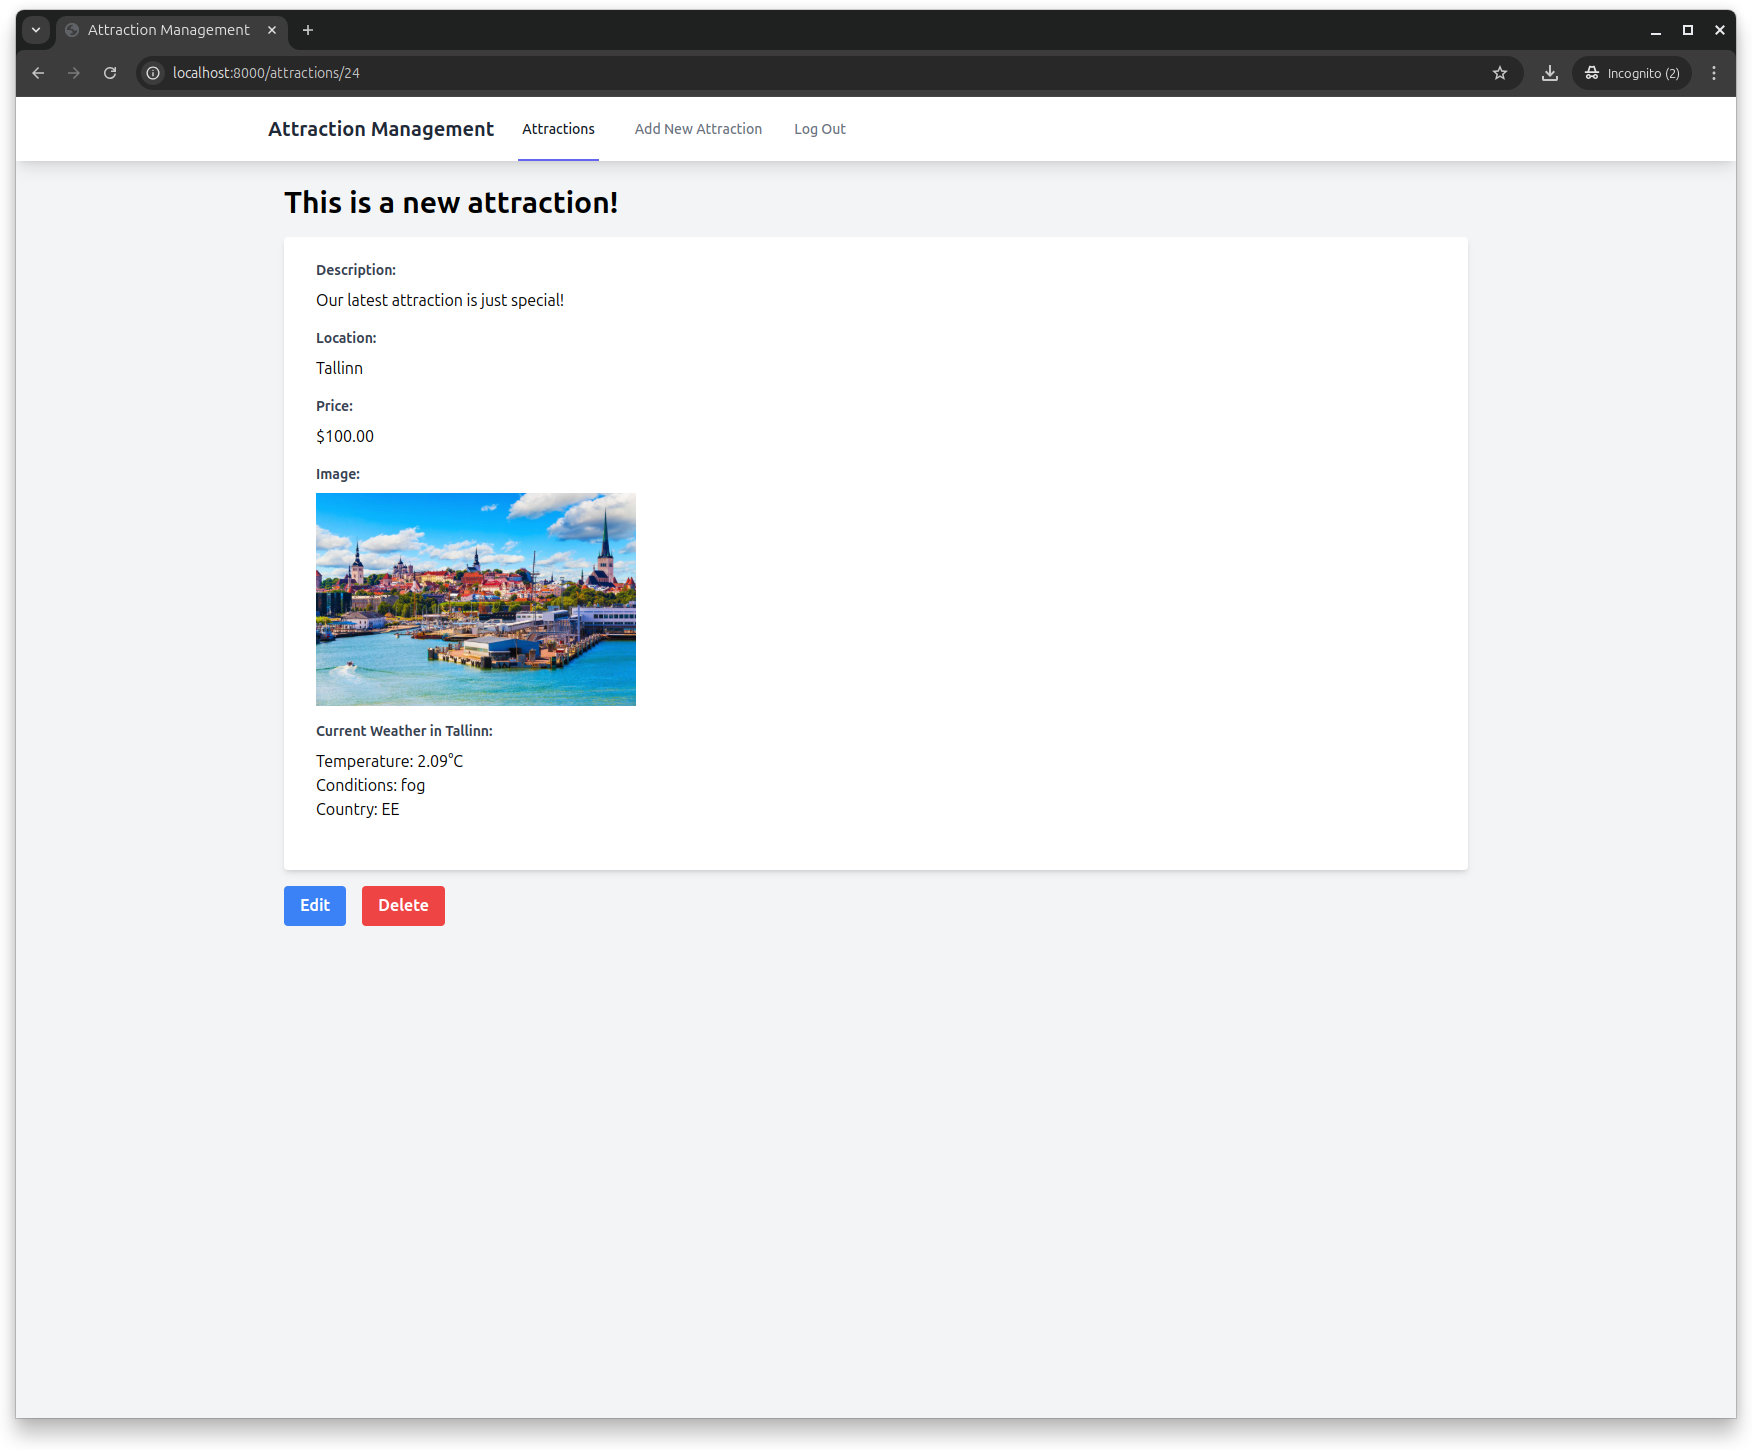 Attraction Management
localhost:8000/attractions/24
Incognito (2)
Attraction Management
Attractions
Add New Attraction
Log Out
This is a new attraction!
Description:
Our latest attraction is just special!
Location:
Tallinn
Price:
$100.00
Image:
Current Weather in Tallinn:
Temperature: 2.09°C
Conditions: fog
Country: EE
Edit
Delete